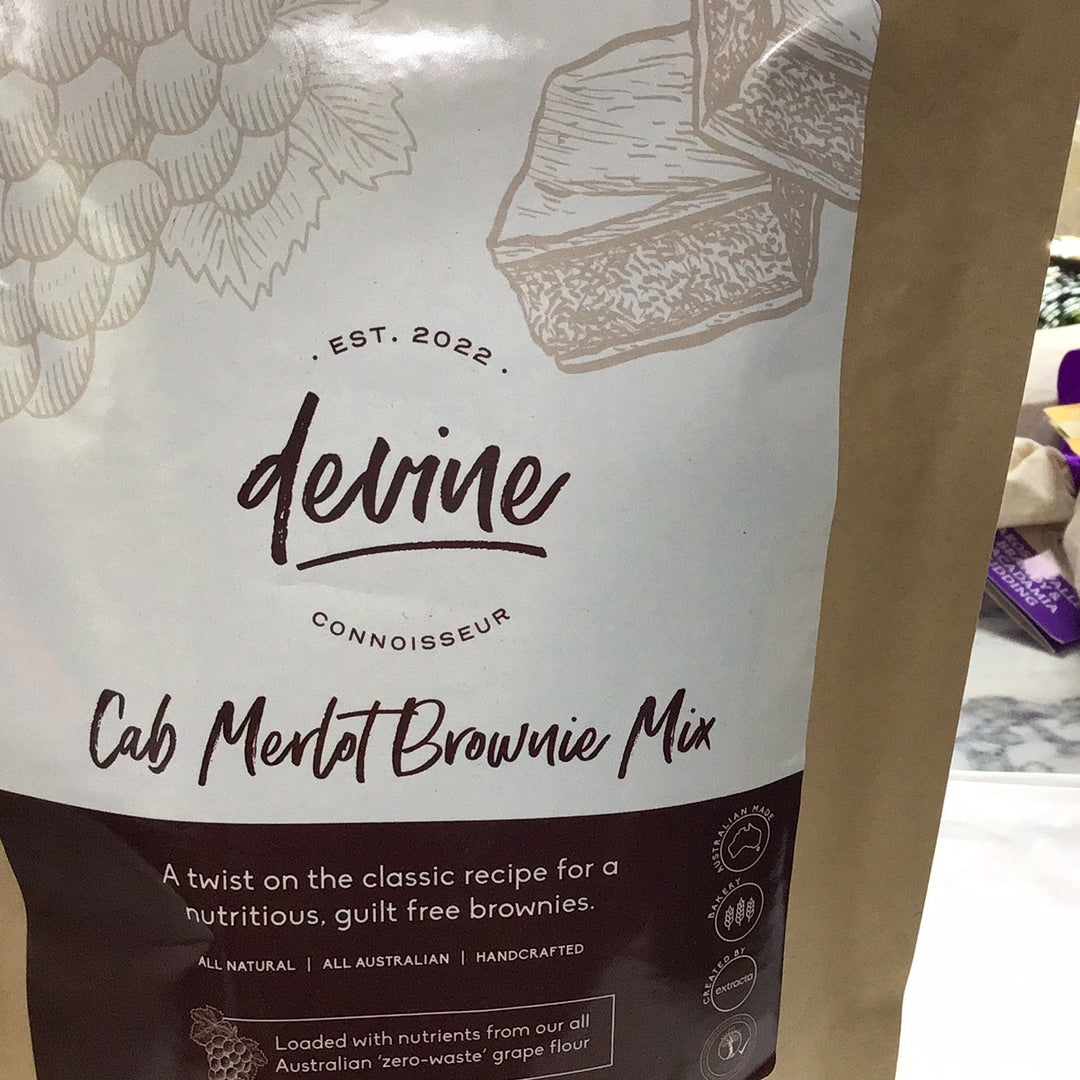 . EST. 2022 .
devine
CONNOISSEUR
Cab Merlot Brownie Mix
A twist on the classic recipe for a
nutritious, guilt free brownies.
ALL NATURAL | ALL AUSTRALIAN | HANDCRAFTED
Loaded with nutrients from our all
Australian 'zero-waste' grape flour
AUSTRALIAN MADE
BAKERY
CREATED BY
extracta